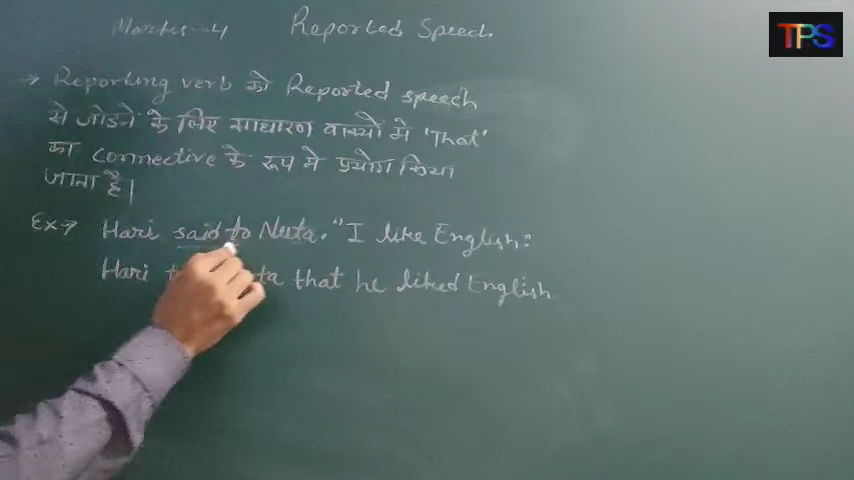 Marks-4 Reported Speech
TPS
→ Reporting verb को Reported speech
से जोडने के लिए साधारण वाक्यो मे 'That'
का Connective के रूप मे प्रयोग किया
जाना है|
Ex→ Hari said to Neeta, "I like English:
Hari that he liked English